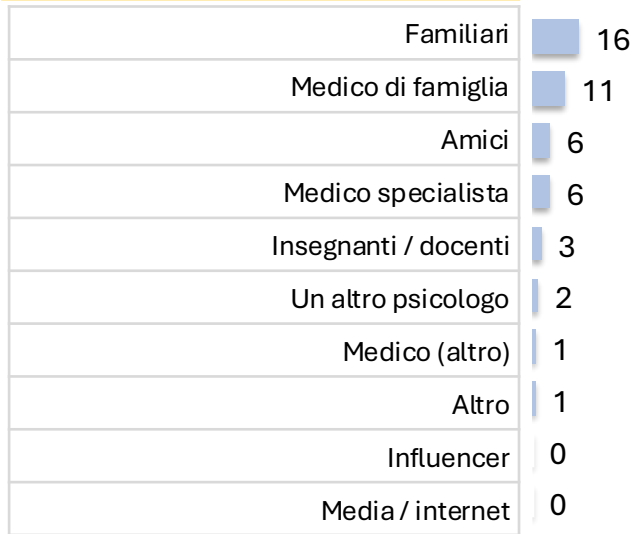 Familiari 16
Medico di famiglia 11
Amici 6
Medico specialista 6
Insegnanti / docenti 3
Un altro psicologo 2
Medico (altro) 1
Altro 1
Influencer 0
Media / internet 0